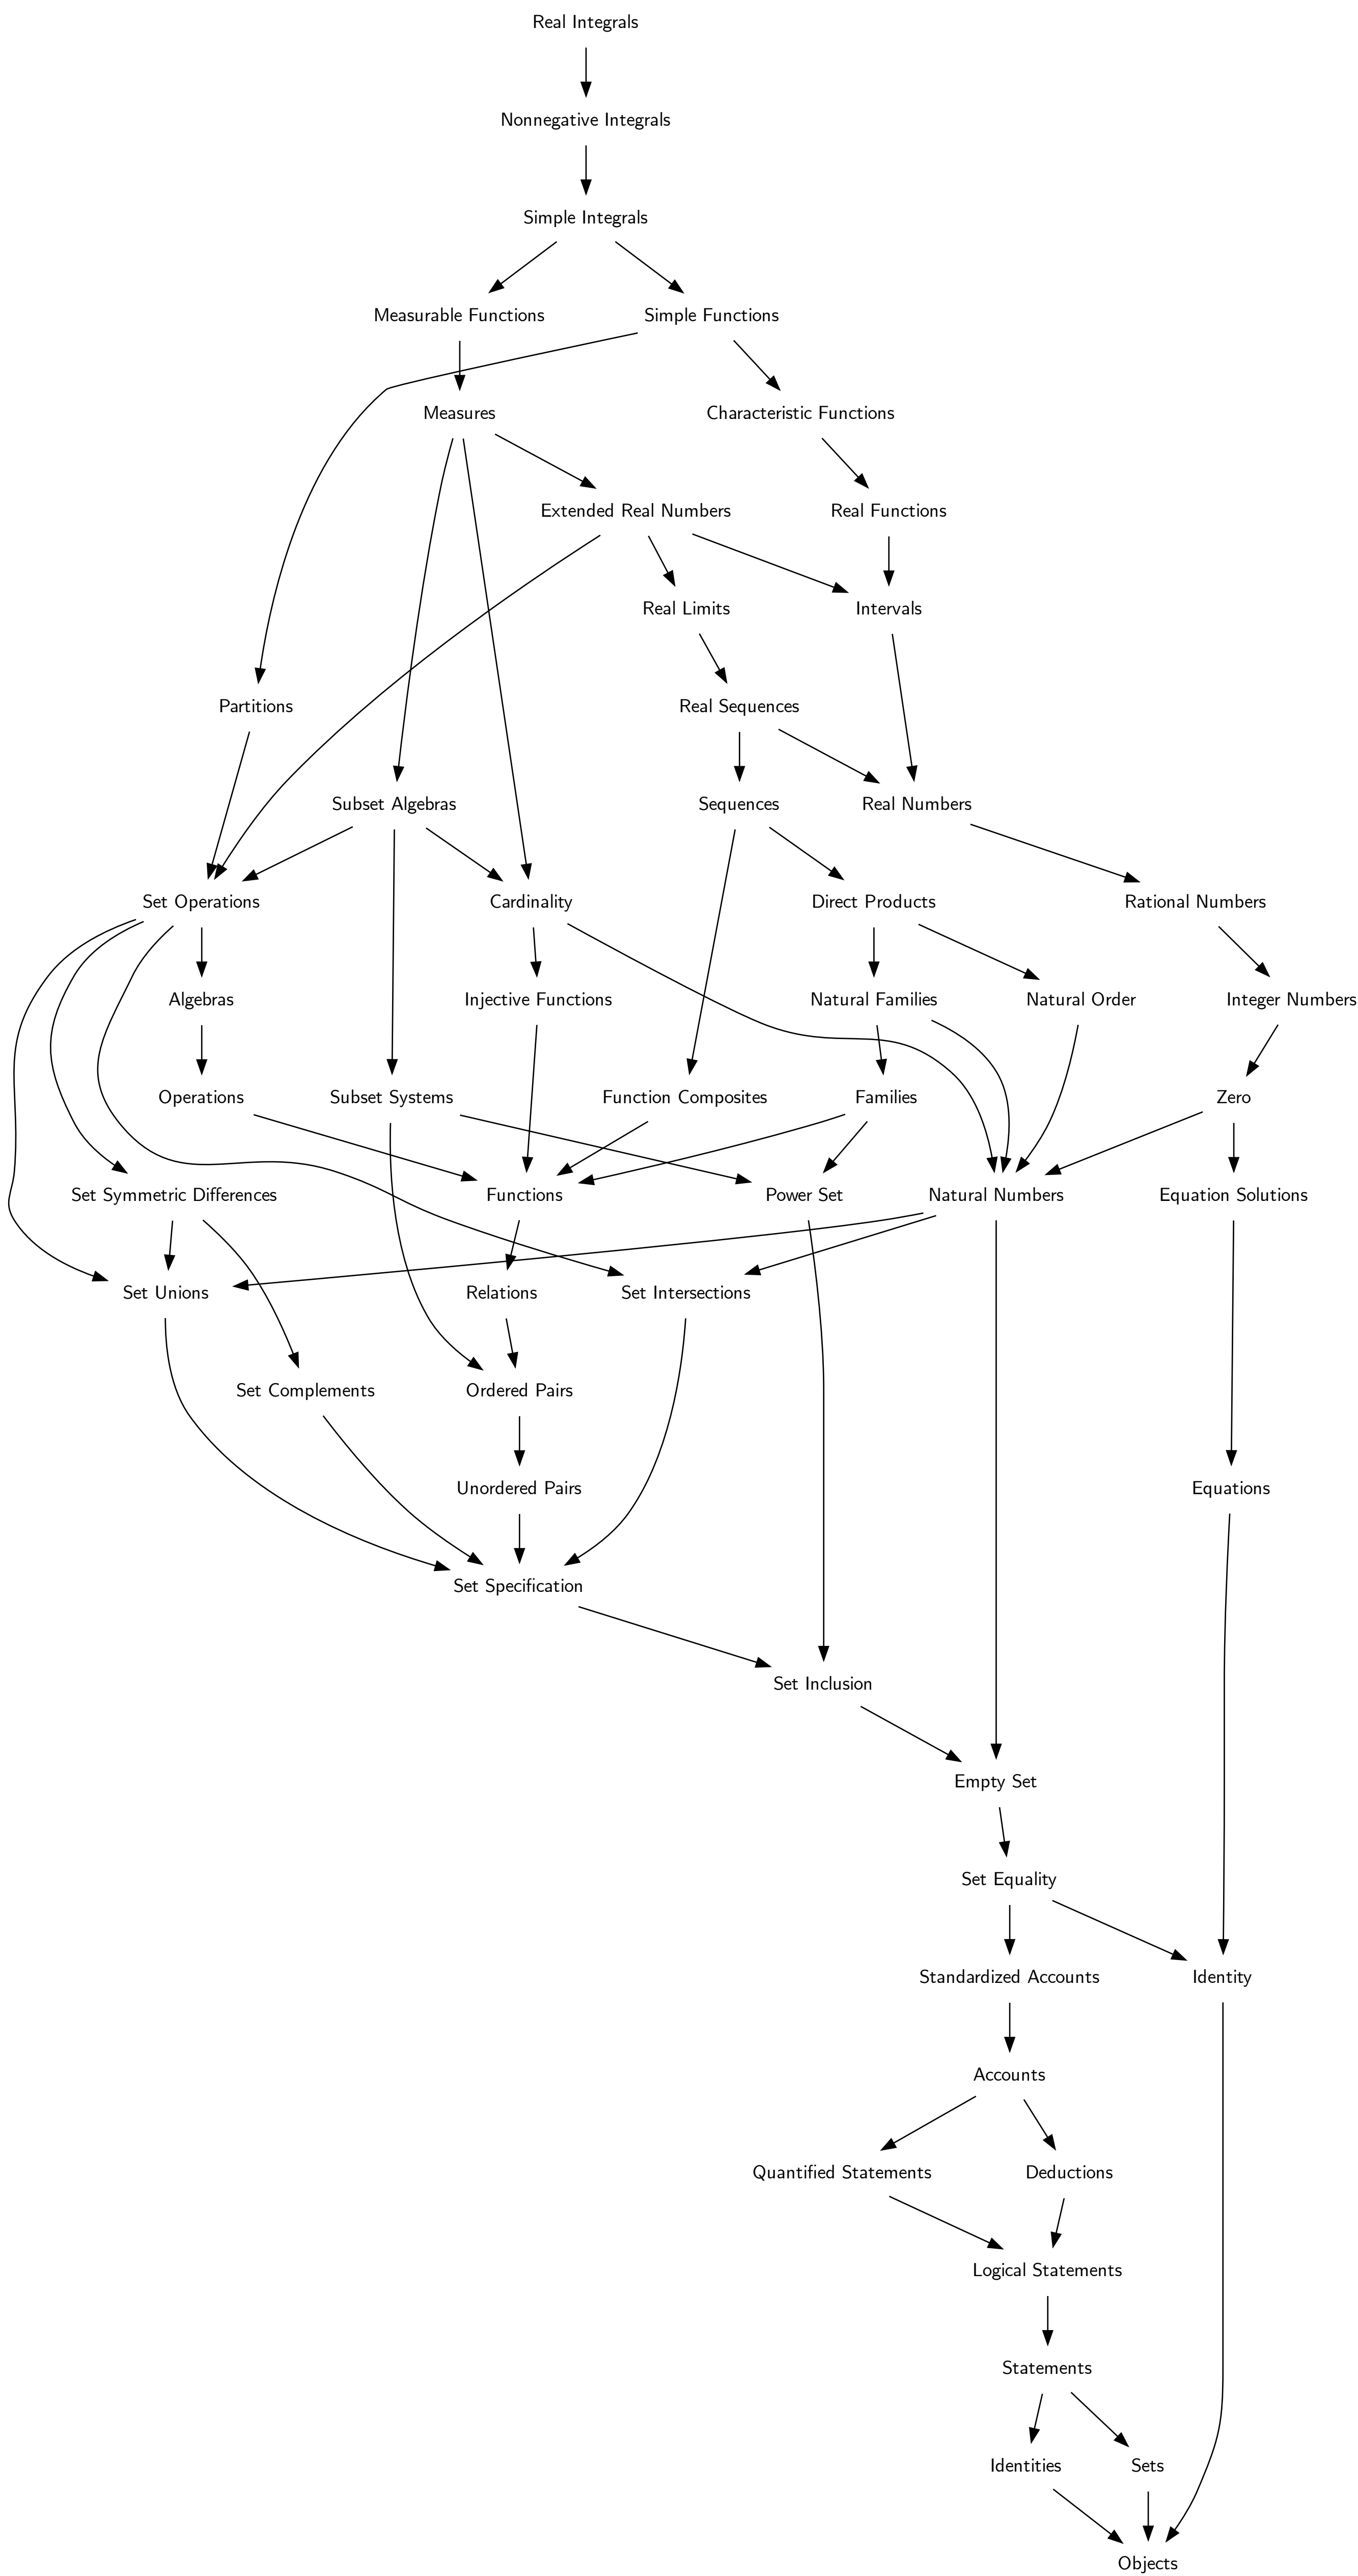 Real Integrals
Nonnegative Integrals
Simple Integrals
Measurable Functions
Simple Functions
Measures
Characteristic Functions
Extended Real Numbers
Real Functions
Real Limits
Intervals
Partitions
Real Sequences
Subset Algebras
Sequences
Real Numbers
Set Operations
Cardinality
Direct Products
Rational Numbers
Algebras
Injective Functions
Natural Families
Natural Order
Integer Numbers
Operations
Subset Systems
Function Composites
Families
Zero
Set Symmetric Differences
Functions
Power Set
Natural Numbers
Equation Solutions
Set Unions
Relations
Set Intersections
Set Complements
Ordered Pairs
Unordered Pairs
Equations
Set Specification
Set Inclusion
Empty Set
Set Equality
Standardized Accounts
Identity
Accounts
Quantified Statements
Deductions
Logical Statements
Statements
Identities
Sets
Objects